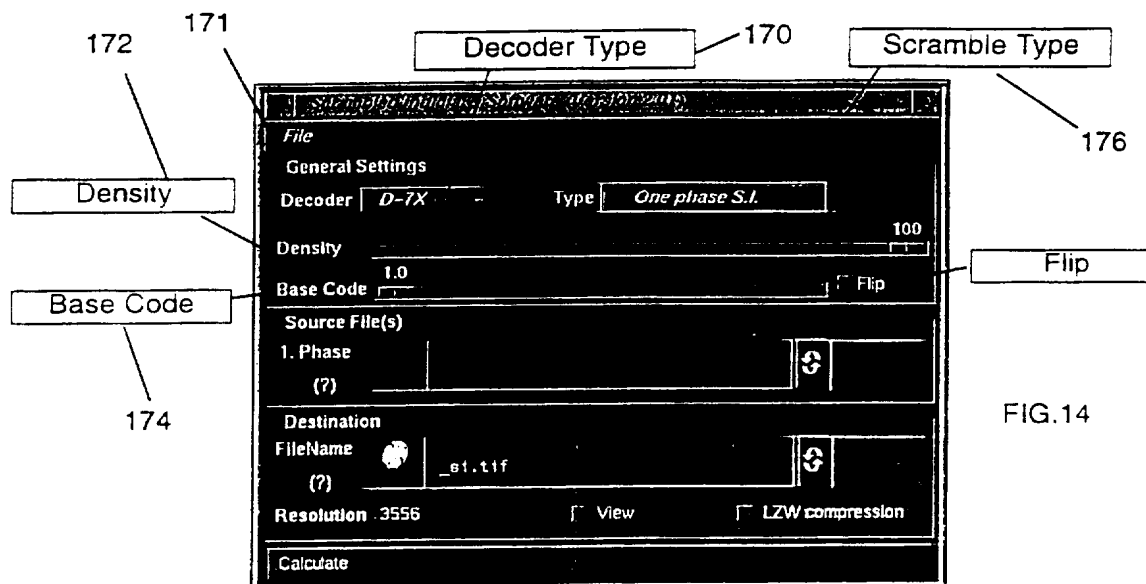 171
172
Decoder Type
170
Scramble Type
176
File
General Settings
Density
Decoder D-7X Type One phase S.I.
100
Density
1.0
Flip
Base Code
Base Code Flip
Source File(s)
1. Phase
(?)
174
FIG.14
Destination
FileName
_si.tif
(?)
Resolution 3556 View LZW compression
Calculate